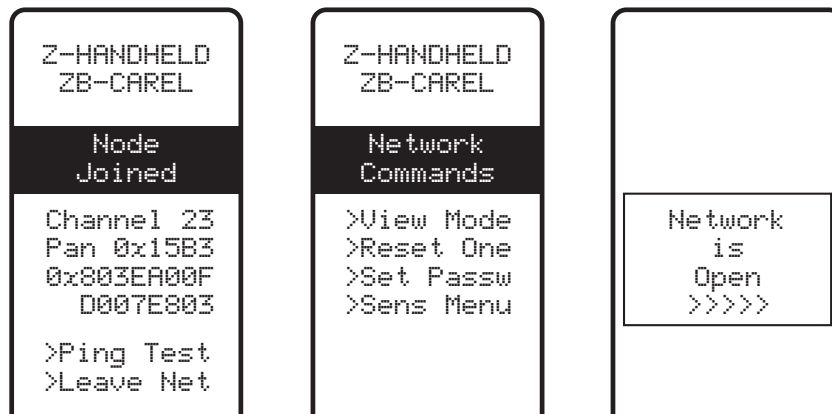 Z-HANDHELD
ZB-CAREL
Node
Joined
Channel 23
Pan 0x15B3
0x803EA00F
D007E803
>Ping Test
>Leave Net
Z-HANDHELD
ZB-CAREL
Network
Commands
>View Mode
>Reset One
>Set Passw
>Sens Menu
Network
is
Open
>>>>>